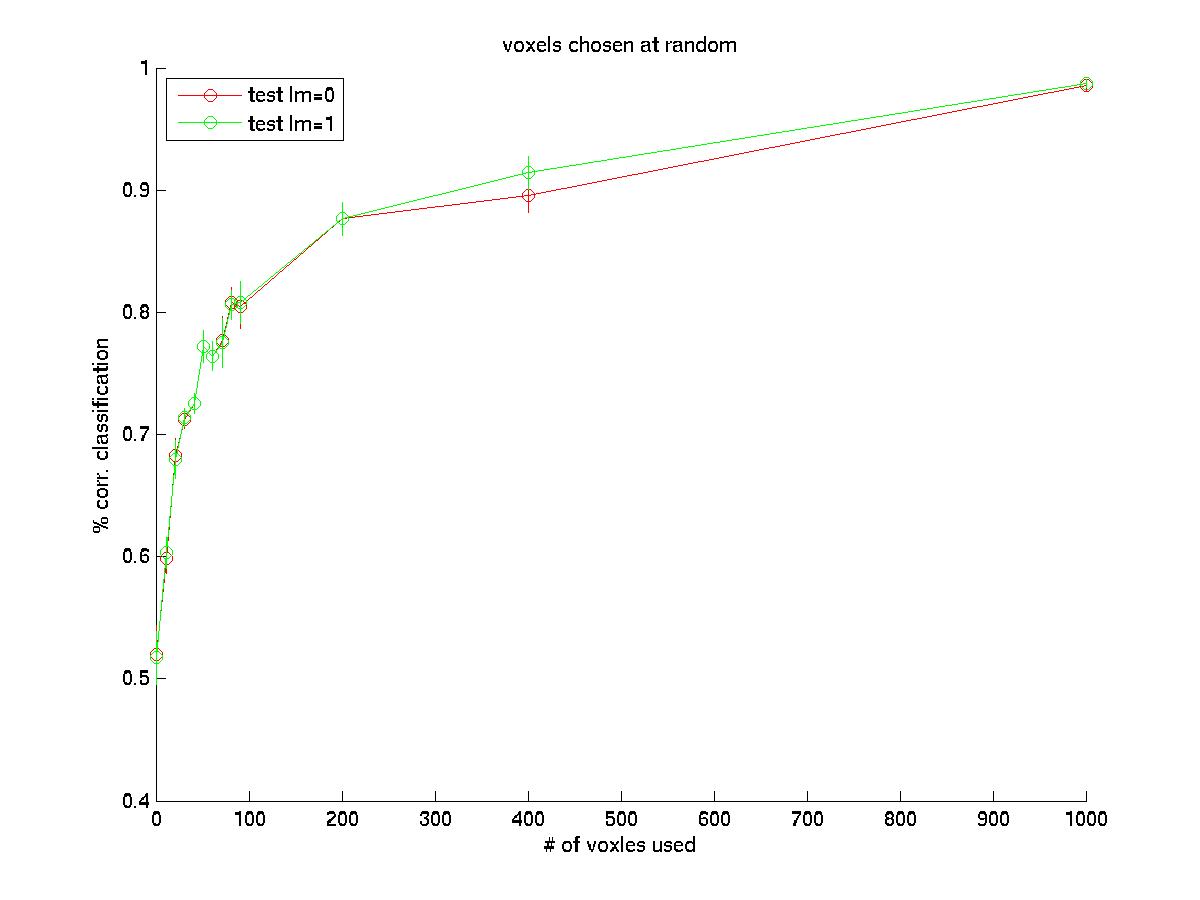 voxels chosen at random
test lm=0
test lm=1
% corr. classification
1
0.9
0.8
0.7
0.6
0.5
0.4
0 100 200 300 400 500 600 700 800 900 1000
# of voxles used